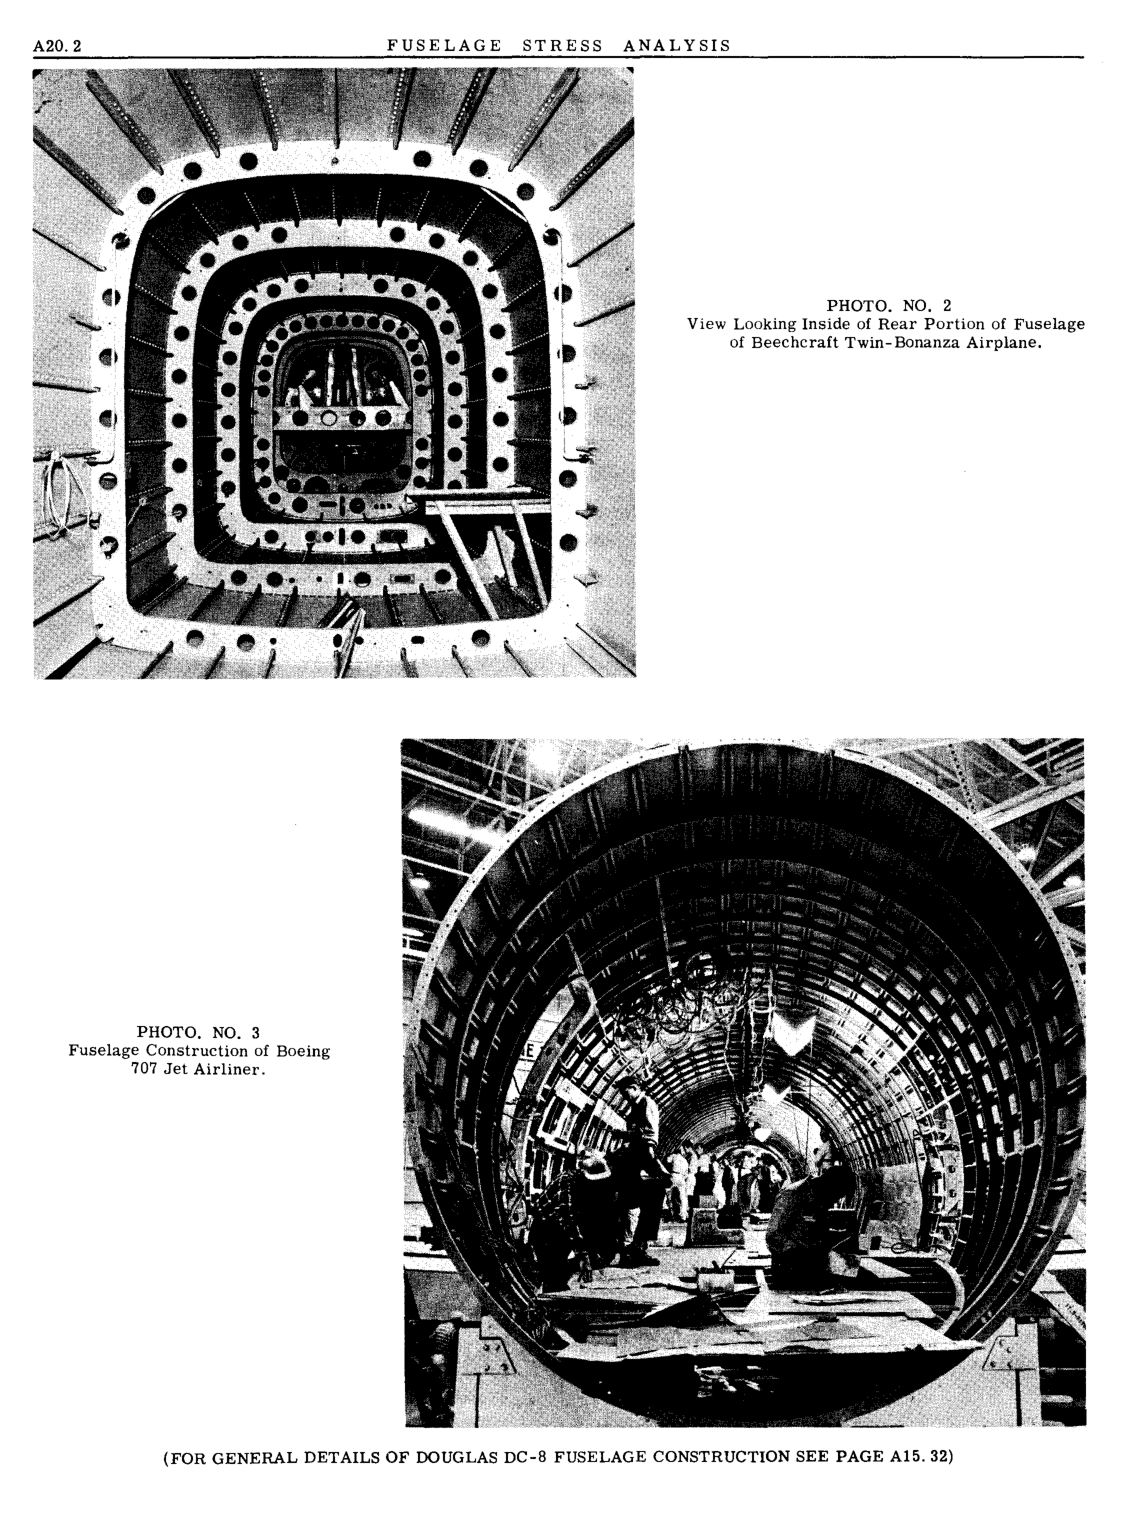 A20. 2
FUSELAGE STRESS ANALYSIS
PHOTO. NO. 2
View Looking Inside of Rear Portion of Fuselage
of Beechcraft Twin-Bonanza Airplane.
PHOTO. NO. 3
Fuselage Construction of Boeing
707 Jet Airliner.
(FOR GENERAL DETAILS OF DOUGLAS DC-8 FUSELAGE CONSTRUCTION SEE PAGE A15. 32)